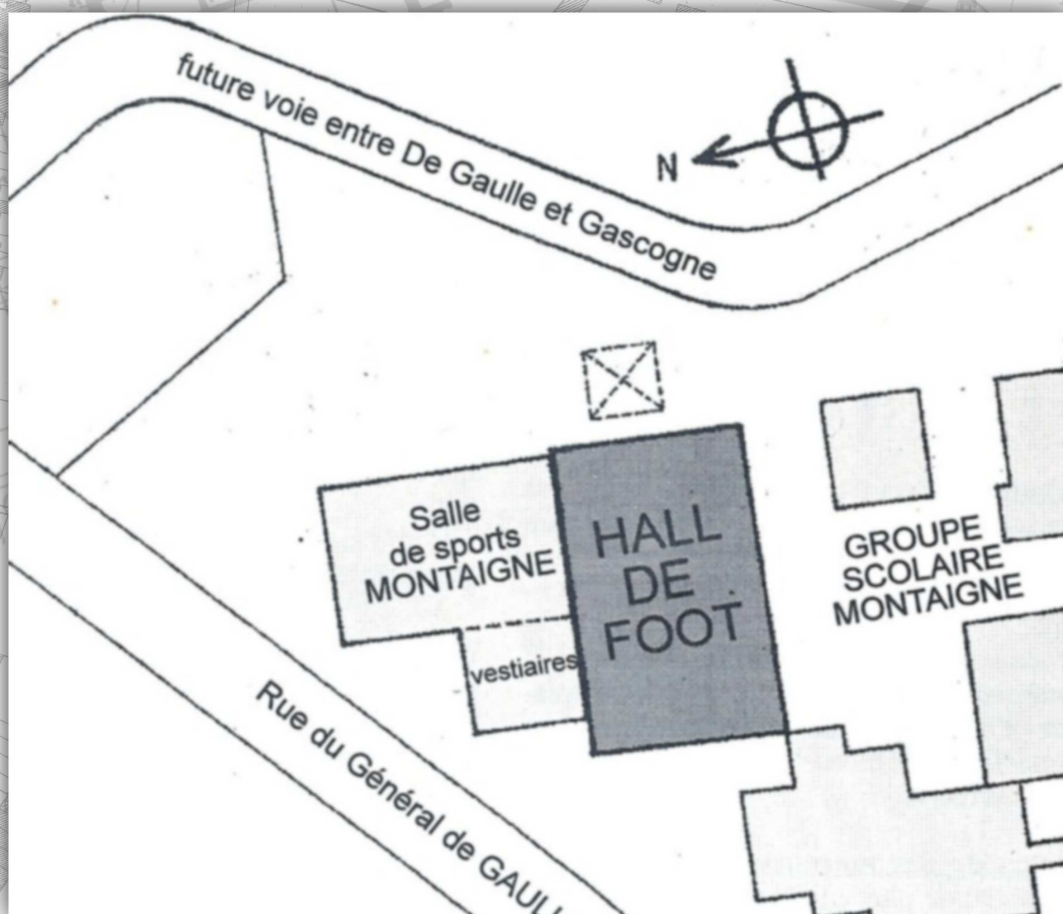 future voie entre De Gaulle et Gascogne
N
Salle
de sports
MONTAIGNE
HALL
DE
FOOT
GROUPE
SCOLAIRE
MONTAIGNE
vestiaires
Rue du Général de GAULL